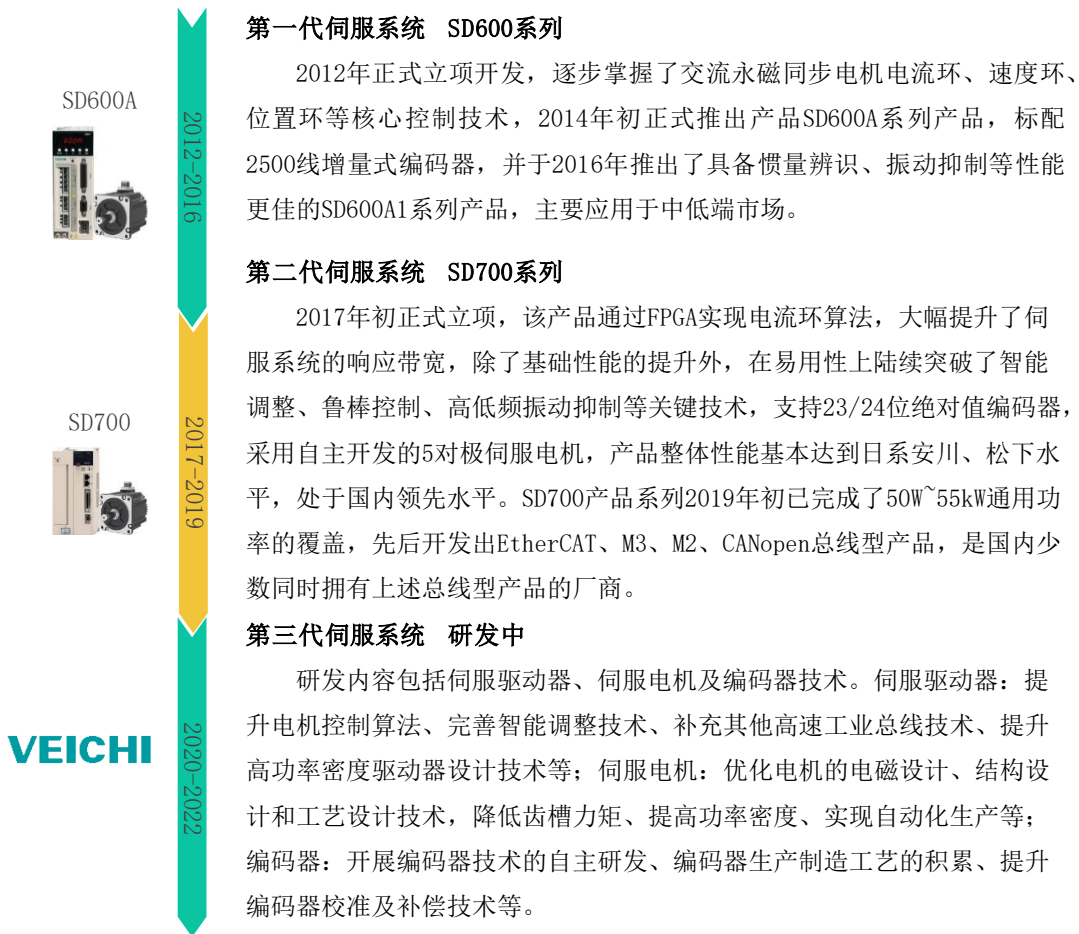 第一代伺服系统 SD600系列
2012年正式立项开发，逐步掌握了交流永磁同步电机电流环、速度环、
位置环等核心控制技术，2014年初正式推出产品SD600A系列产品，标配
2500线增量式编码器，并于2016年推出了具备惯量辨识、振动抑制等性能
更佳的SD600A1系列产品，主要应用于中低端市场。
SD600A
2012-2016
第二代伺服系统 SD700系列
2017年初正式立项，该产品通过FPGA实现电流环算法，大幅提升了伺
服系统的响应带宽，除了基础性能的提升外，在易用性上陆续突破了智能
调整、鲁棒控制、高低频振动抑制等关键技术，支持23/24位绝对值编码器，
采用自主开发的5对极伺服电机，产品整体性能基本达到日系安川、松下水
平，处于国内领先水平。SD700产品系列2019年初已完成了50W~55kW通用功
率的覆盖，先后开发出EtherCAT、M3、M2、CANopen总线型产品，是国内少
数同时拥有上述总线型产品的厂商。
SD700
2017-2019
第三代伺服系统 研发中
研发内容包括伺服驱动器、伺服电机及编码器技术。伺服驱动器：提
升电机控制算法、完善智能调整技术、补充其他高速工业总线技术、提升
高功率密度驱动器设计技术等；伺服电机：优化电机的电磁设计、结构设
计和工艺设计技术，降低齿槽力矩、提高功率密度、实现自动化生产等；
编码器：开展编码器技术的自主研发、编码器生产制造工艺的积累、提升
编码器校准及补偿技术等。
VEICHI
2020-2022